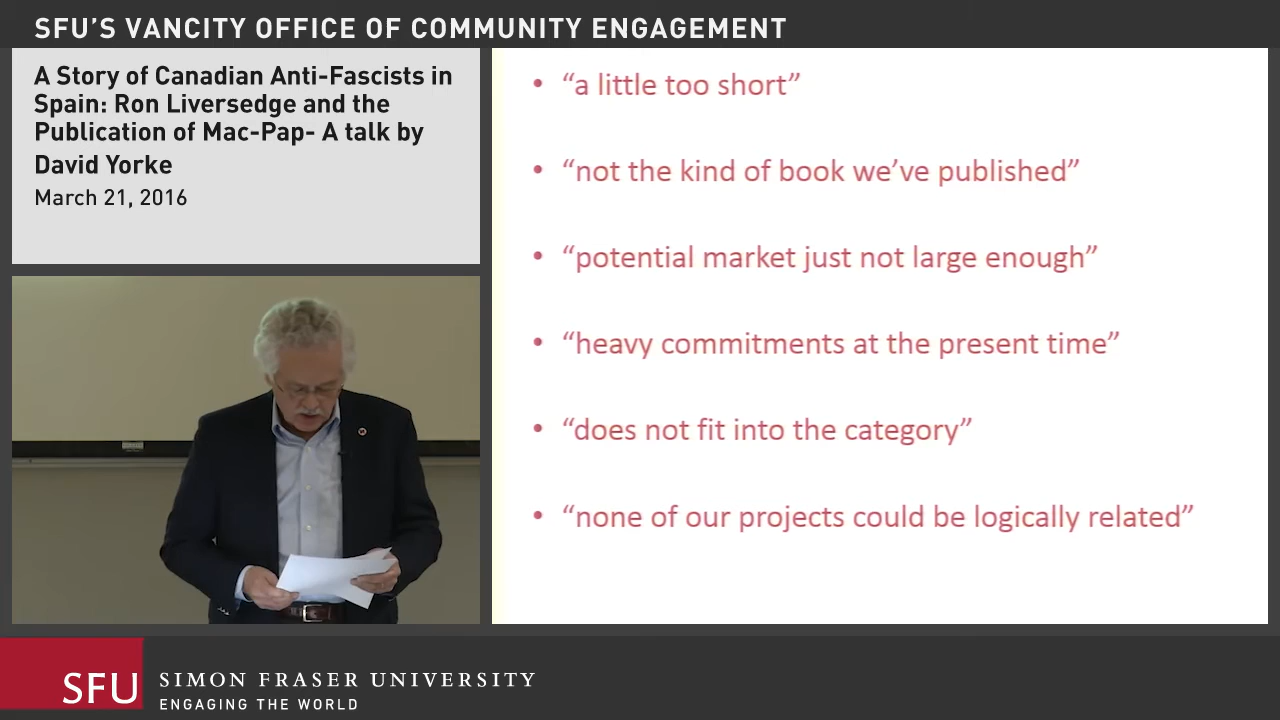 SFU'S VANCITY OFFICE OF COMMUNITY ENGAGEMENT
A Story of Canadian Anti-Fascists in
Spain: Ron Liversedge and the
Publication of Mac-Pap- A talk by
David Yorke
March 21, 2016
• “a little too short”
• “not the kind of book we’ve published”
• “potential market just not large enough”
• “heavy commitments at the present time”
• “does not fit into the category”
• “none of our projects could be logically related”
SFU
SIMON FRASER UNIVERSITY
ENGAGING THE WORLD